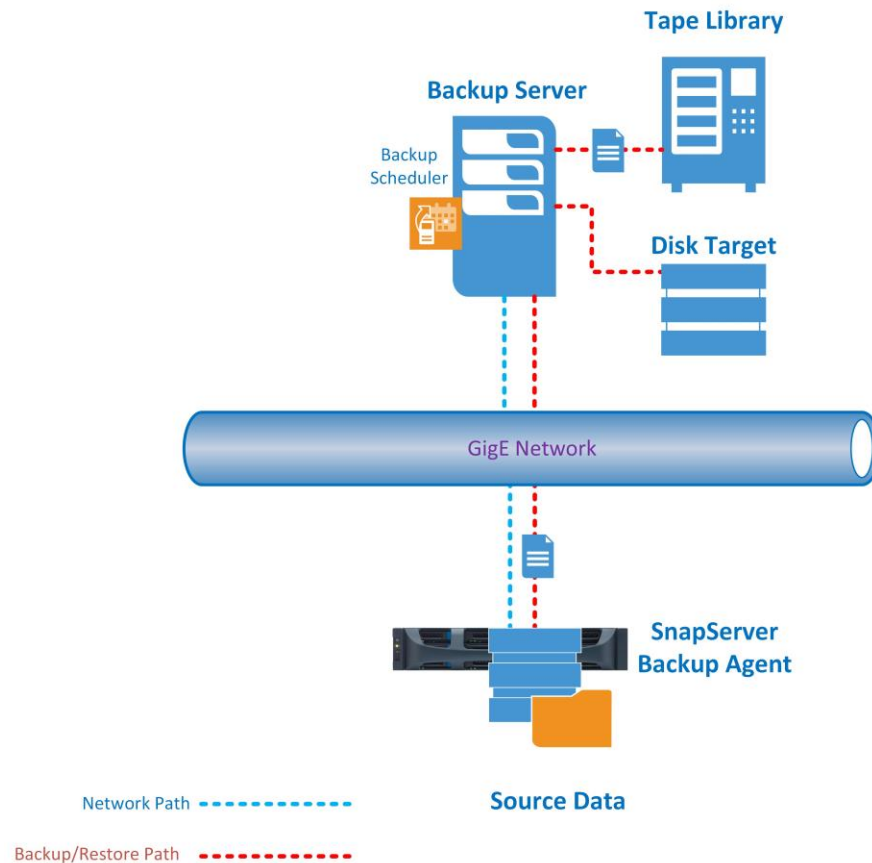 Tape Library
Backup Server
Backup
Scheduler
Disk Target
GigE Network
SnapServer
Backup Agent
Source Data
Network Path
Backup/Restore Path